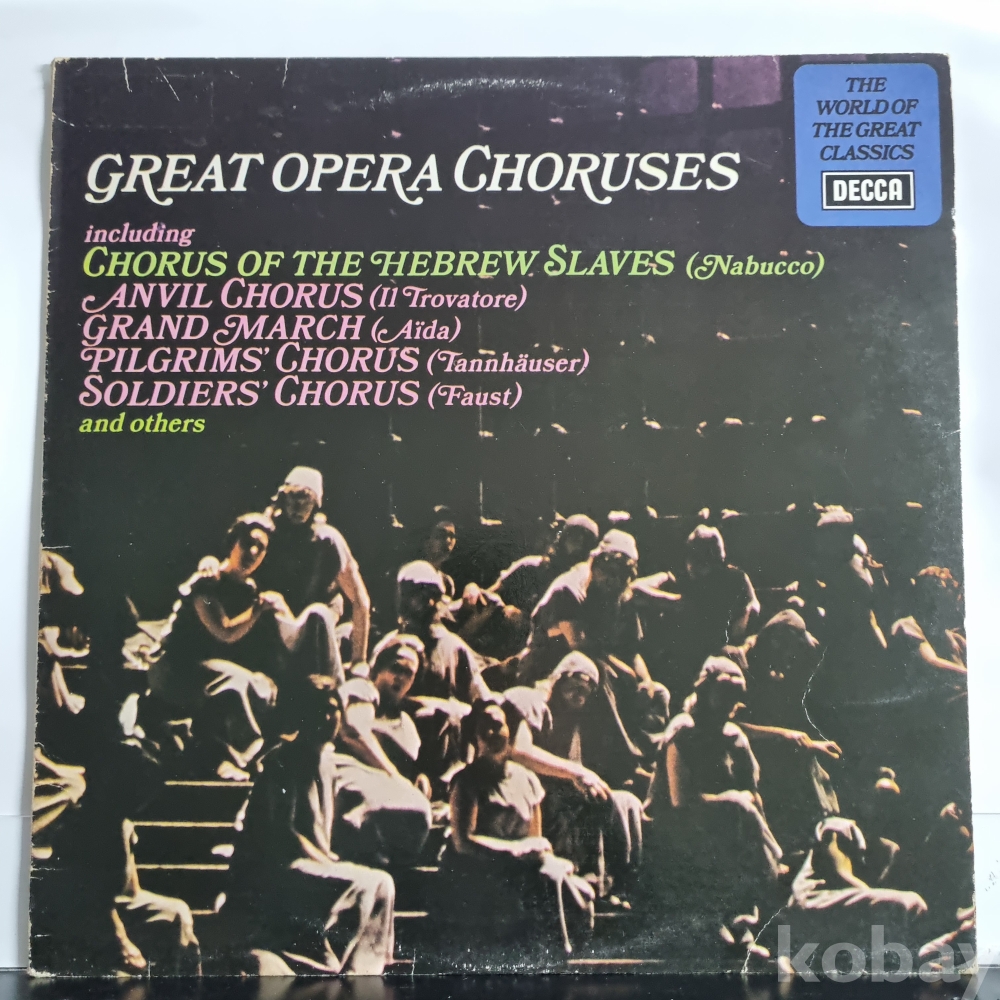 THE
WORLD OF
THE GREAT
CLASSICS
DECCA
GREAT OPERA CHORUSES
including
CHORUS OF THE HEBREW SLAVES (Nabucco)
ANVIL CHORUS (Il Trovatore)
GRAND MARCH (Aïda)
PILGRIMS' CHORUS (Tannhäuser)
SOLDIERS' CHORUS (Faust)
and others
kobay